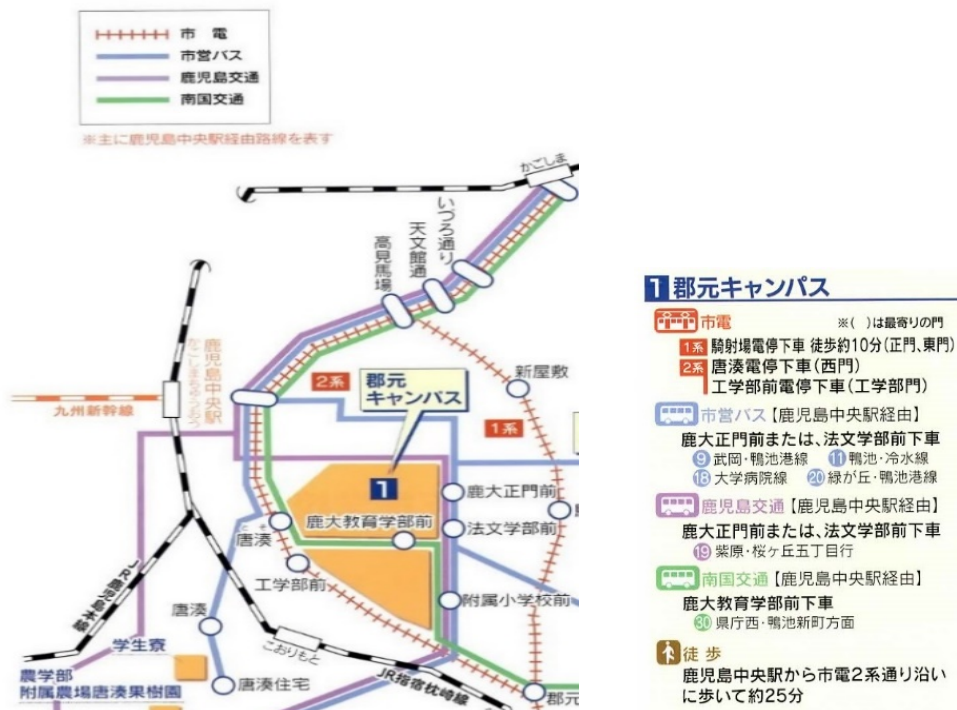 市 電
市営バス
鹿児島交通
南国交通
※主に鹿児島中央駅経由路線を表す
かごしま
いづろ通り
天文館通
高見馬場
鹿児島中央駅
かごしまちゅうおう
九州新幹線
2系
郡元
キャンパス
新屋敷
1系
1
鹿大正門前
鹿大教育学部前
法文学部前
とそ
唐湊
工学部前
附属小学校前
JR鹿児島本線
唐湊
学生寮
こおりもと
農学部
附属農場唐湊果樹園
唐湊住宅
JR指宿枕崎線
郡元
1 郡元キャンパス
市電 ※( )は最寄りの門
1系 騎射場電停下車 徒歩約10分(正門、東門)
2系 唐湊電停下車(西門)
工学部前電停下車(工学部門)
市営バス【鹿児島中央駅経由】
鹿大正門前または、法文学部前下車
9 武岡・鴨池港線 11 鴨池・冷水線
18 大学病院線 20 緑が丘・鴨池港線
鹿児島交通【鹿児島中央駅経由】
鹿大正門前または、法文学部前下車
19 紫原・桜ヶ丘五丁目行
南国交通【鹿児島中央駅経由】
鹿大教育学部前下車
30 県庁西・鴨池新町方面
徒歩
鹿児島中央駅から市電2系通り沿い
に歩いて約25分